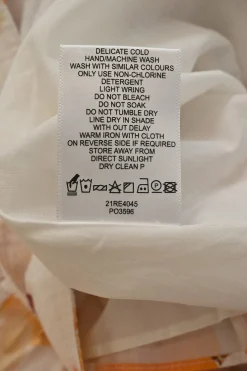 DELICATE COLD
HAND/MACHINE WASH
WASH WITH SIMILAR COLOURS
ONLY USE NON-CHLORINE
DETERGENT
LIGHT WRING
DO NOT BLEACH
DO NOT SOAK
DO NOT TUMBLE DRY
LINE DRY IN SHADE
WITH OUT DELAY
WARM IRON WITH CLOTH
ON REVERSE SIDE IF REQUIRED
STORE AWAY FROM
DIRECT SUNLIGHT
DRY CLEAN P
21RE4045
PO3596